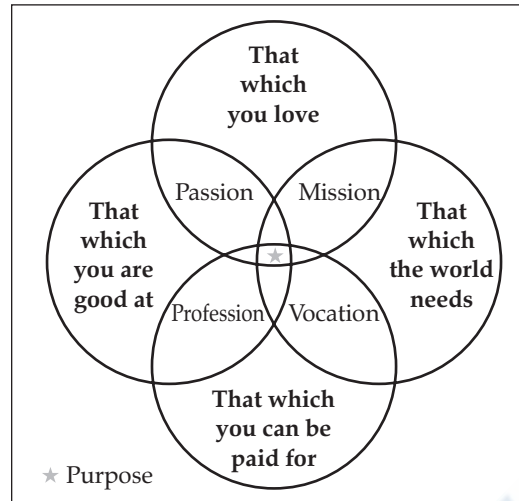 That
which
you love
Passion
Mission
That
which
you are
good at
That
which
the world
needs
Profession
Vocation
That which
you can be
paid for
Purpose